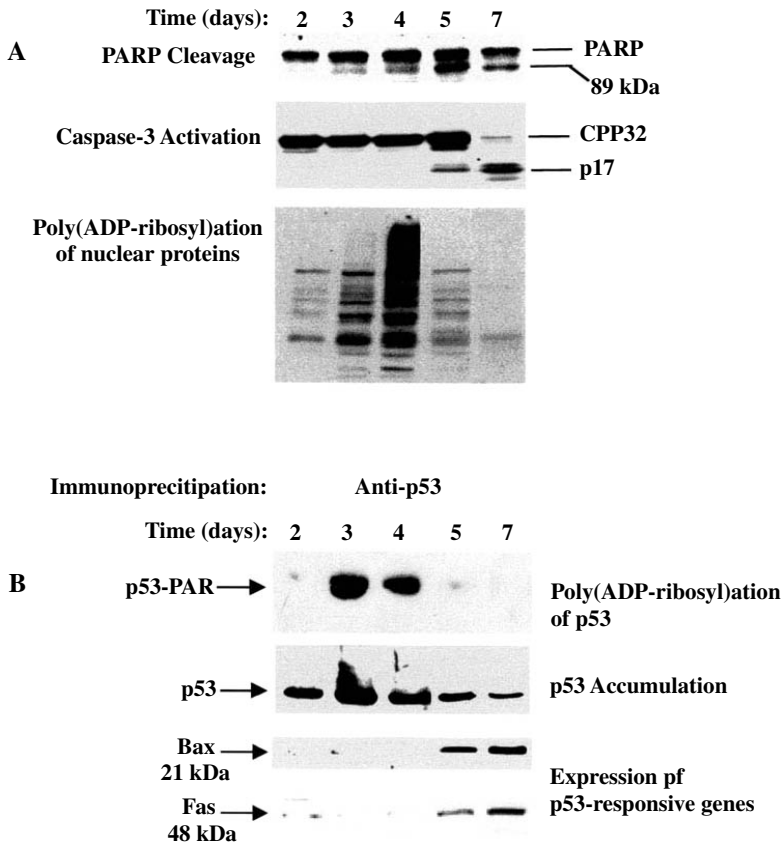 Time (days): 2 3 4 5 7
A
PARP Cleavage
PARP
89 kDa
Caspase-3 Activation
CPP32
p17
Poly(ADP-ribosyl)ation
of nuclear proteins
Immunoprecitipation: Anti-p53
Time (days): 2 3 4 5 7
B
p53-PAR
Poly(ADP-ribosyl)ation
of p53
p53
p53 Accumulation
Bax
21 kDa
Expression pf
p53-responsive genes
Fas
48 kDa